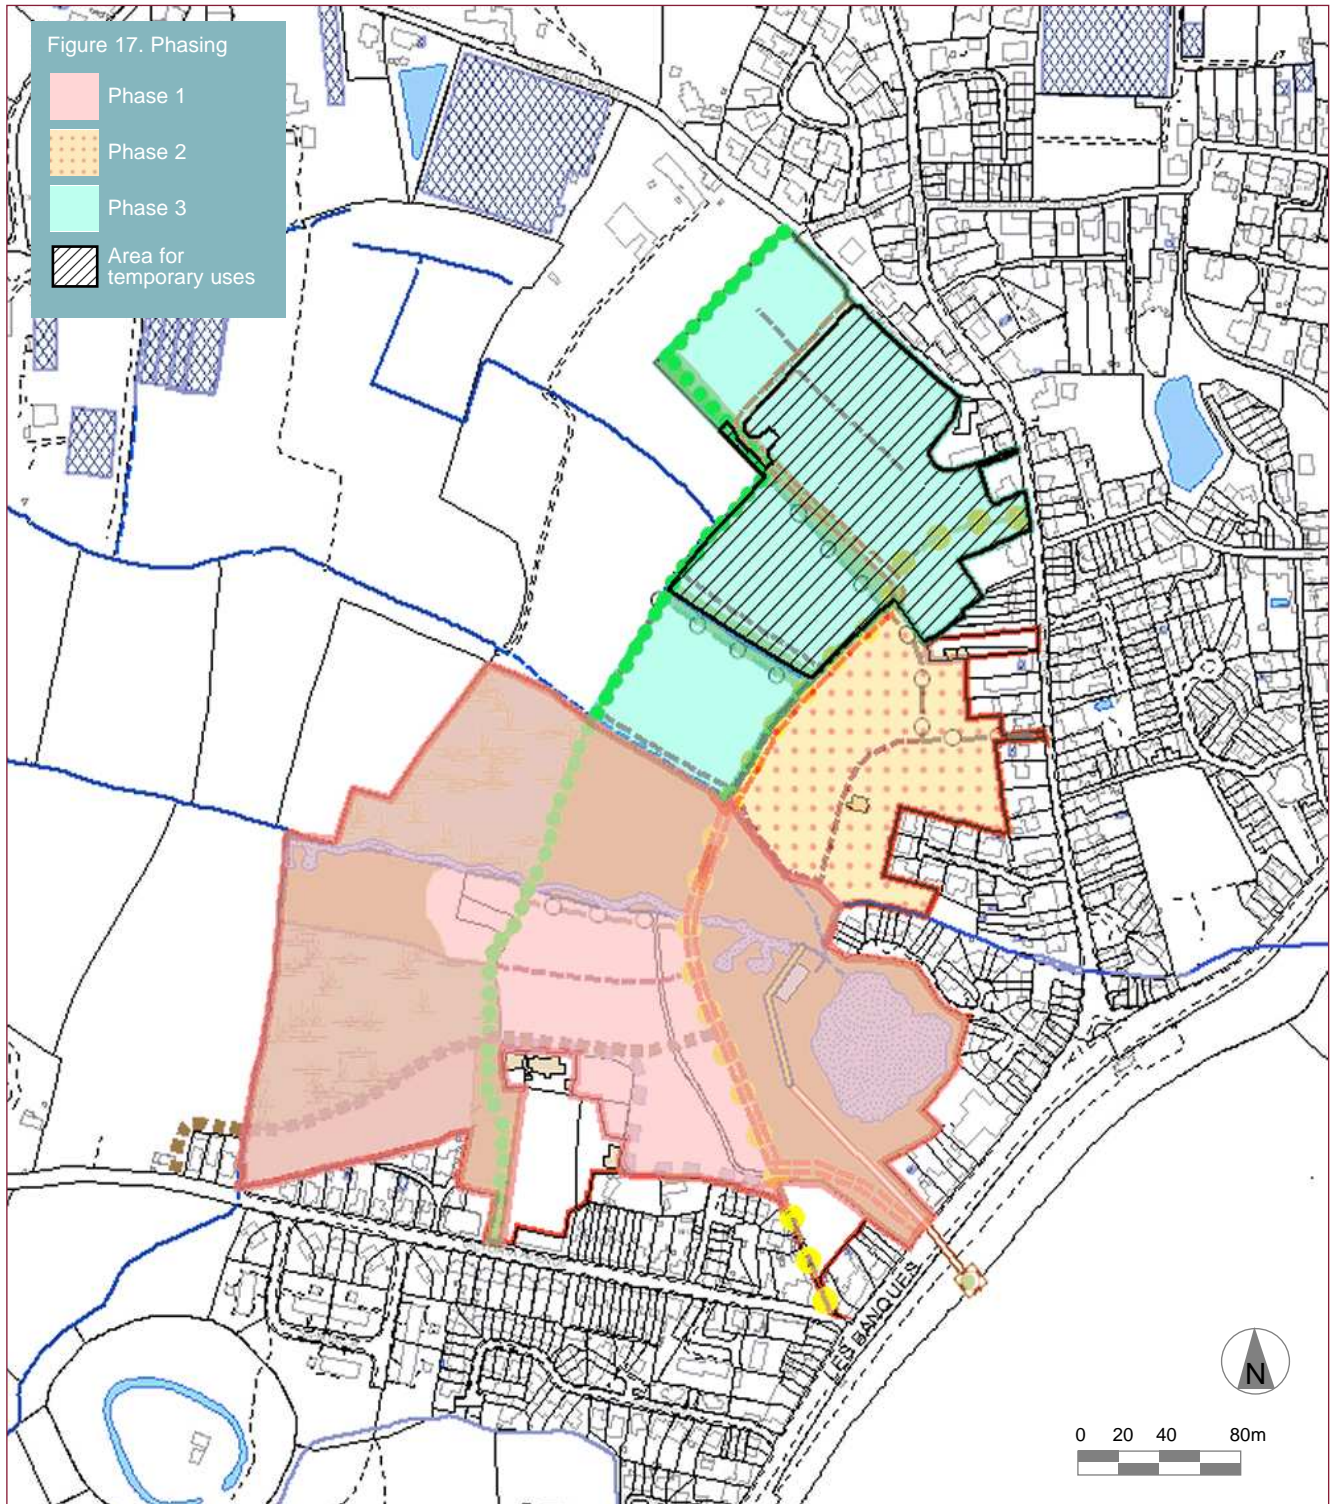 Figure 17. Phasing
Phase 1
Phase 2
Phase 3
Area for
temporary uses
LES BANQUES
N
0 20 40 80m